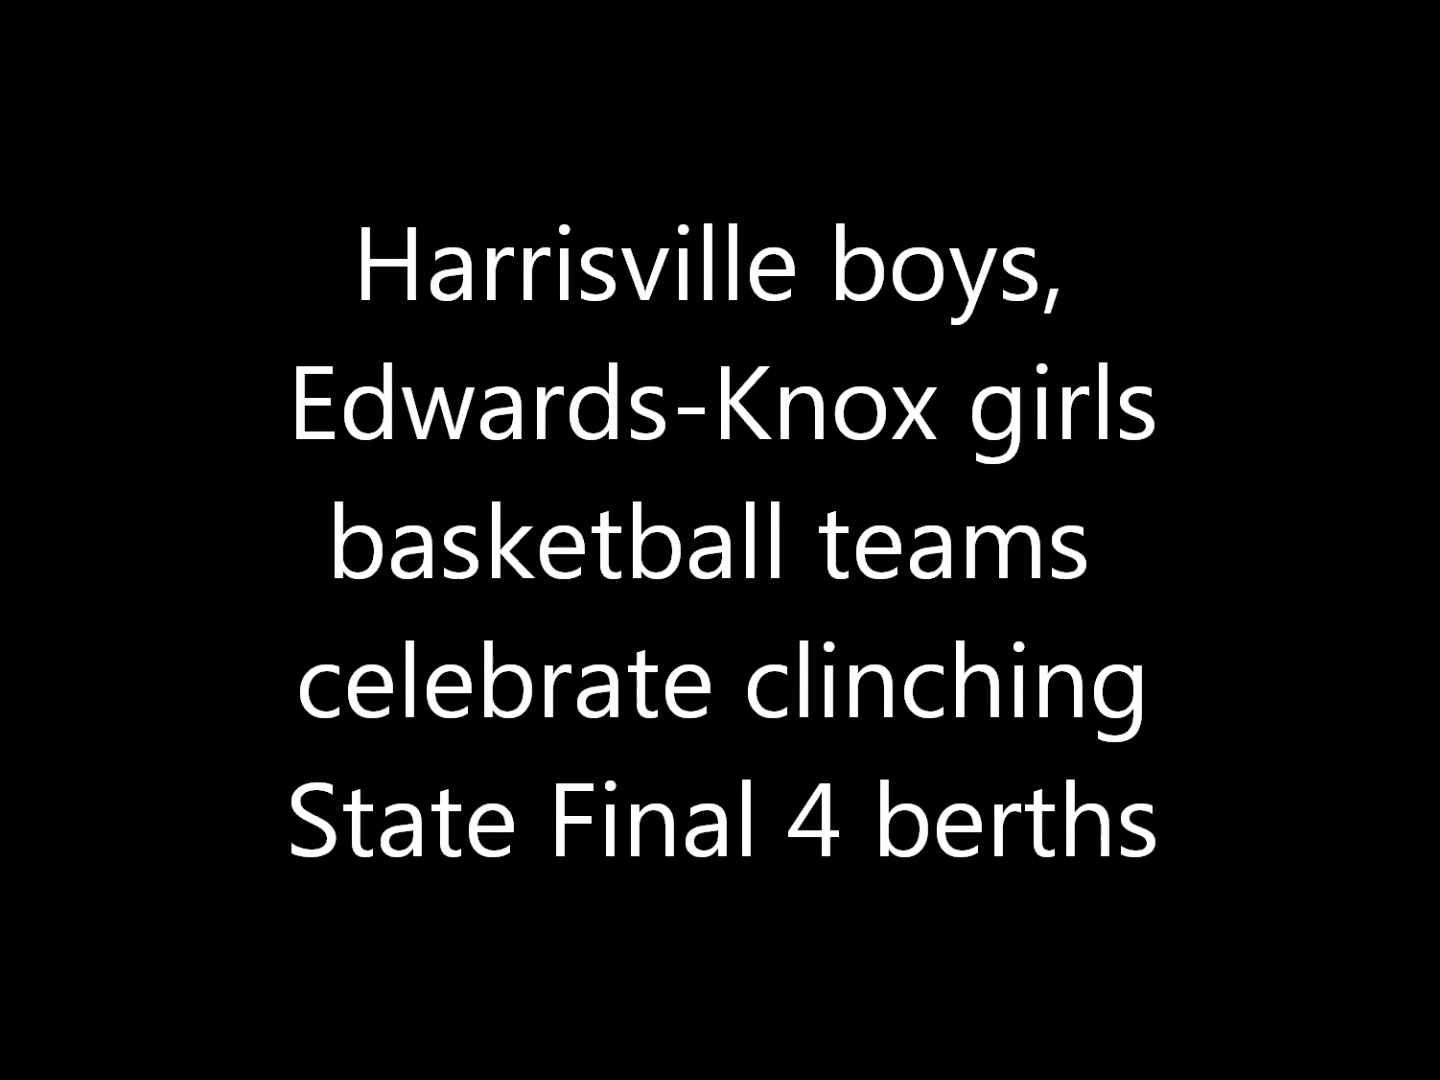 Harrisville boys,
Edwards-Knox girls
basketball teams
celebrate clinching
State Final 4 berths